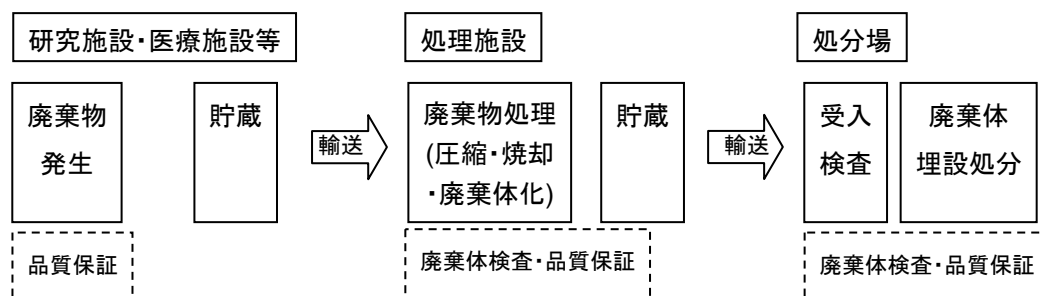 研究施設・医療施設等
処理施設
処分場
廃棄物
発生
貯蔵
輸送
廃棄物処理
(圧縮・焼却
・廃棄体化)
貯蔵
輸送
受入
検査
廃棄体
埋設処分
品質保証
廃棄体検査・品質保証
廃棄体検査・品質保証